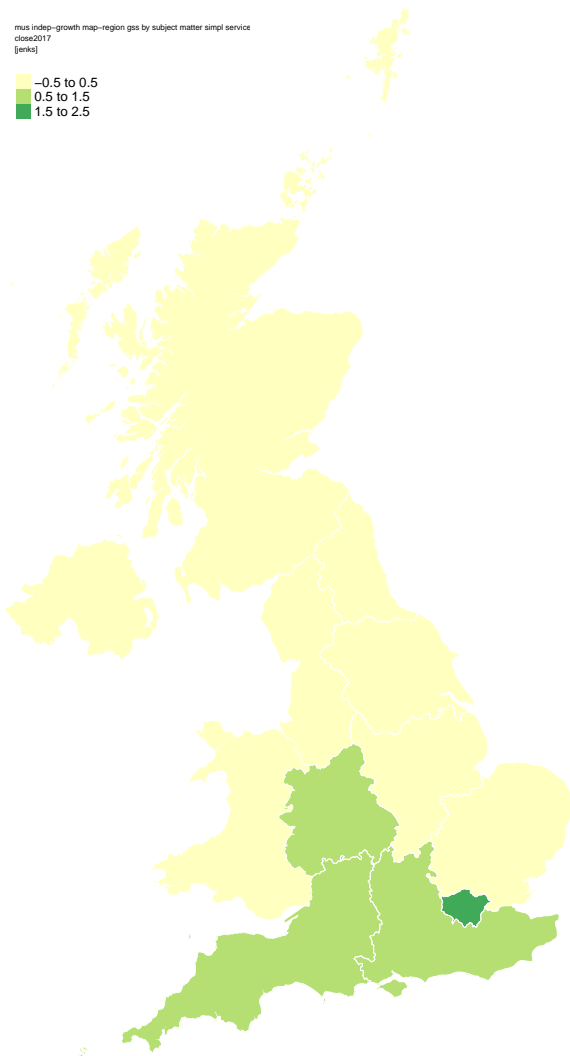 mus indep−growth map−region gss by subject matter simpl service
close2017
[jenks]
−0.5 to 0.5
0.5 to 1.5
1.5 to 2.5